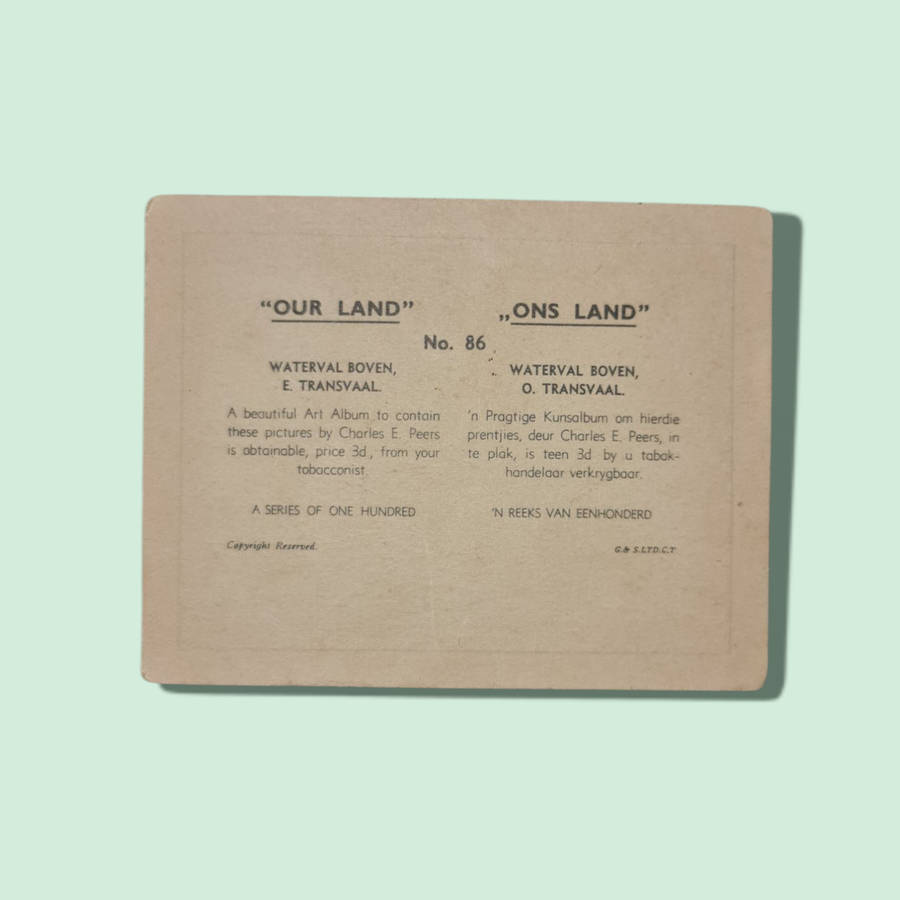 "OUR LAND"
„ONS LAND”
No. 86
WATERVAL BOVEN,
E. TRANSVAAL.
A beautiful Art Album to contain
these pictures by Charles E. Peers
is obtainable, price 3d., from your
tobacconist.
A SERIES OF ONE HUNDRED
Copyright Reserved.
WATERVAL BOVEN,
O. TRANSVAAL.
'n Pragtige Kunsalbum om hierdie
prentjies, deur Charles E. Peers, in
te plak, is teen 3d by u tabak-
handelaar verkrygbaar.
'N REEKS VAN EENHONDERD
G.& S.LTD.C.T